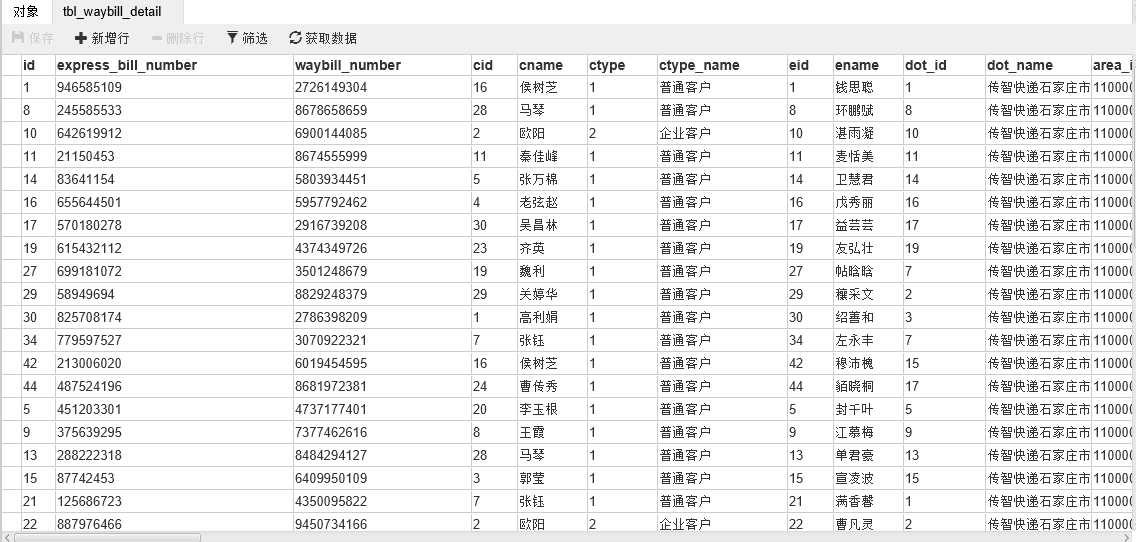 对象 tbl_waybill_detail
保存 新增行 删除行 筛选 获取数据
id express_bill_number waybill_number cid cname ctype ctype_name eid ename dot_id dot_name area_i
1 946585109 2726149304 16 侯树芝 1 普通客户 1 钱思聪 1 传智快递石家庄市 110000
8 245585533 8678658659 28 马琴 1 普通客户 8 环鹏赋 8 传智快递石家庄市 110000
10 642619912 6900144085 2 欧阳 2 企业客户 10 湛雨凝 10 传智快递石家庄市 110000
11 21150453 8674555999 11 秦佳峰 1 普通客户 11 麦恬美 11 传智快递石家庄市 110000
14 83641154 5803934451 5 张万棉 1 普通客户 14 卫慧君 14 传智快递石家庄市 110000
16 655644501 5957792462 4 老弦赵 1 普通客户 16 戊秀丽 16 传智快递石家庄市 110000
17 570180278 2916739208 30 吴昌林 1 普通客户 17 益芸芸 17 传智快递石家庄市 110000
19 615432112 4374349726 23 齐英 1 普通客户 19 友弘壮 19 传智快递石家庄市 110000
27 699181072 3501248679 19 魏利 1 普通客户 27 帖晗晗 7 传智快递石家庄市 110000
29 58949694 8829248379 29 关婷华 1 普通客户 29 穰采文 2 传智快递石家庄市 110000
30 825708174 2786398209 1 高利娟 1 普通客户 30 绍善和 3 传智快递石家庄市 110000
34 779597527 3070922321 7 张钰 1 普通客户 34 左永丰 7 传智快递石家庄市 110000
42 213006020 6019454595 16 侯树芝 1 普通客户 42 穆沛槐 15 传智快递石家庄市 110000
44 487524196 8681972381 24 曹传秀 1 普通客户 44 貊晓桐 17 传智快递石家庄市 110000
5 451203301 4737177401 20 李玉根 1 普通客户 5 封千叶 5 传智快递石家庄市 110000
9 375639295 7377462616 8 王霞 1 普通客户 9 江慕梅 9 传智快递石家庄市 110000
13 288222318 8484294127 28 马琴 1 普通客户 13 单君豪 13 传智快递石家庄市 110000
15 87742453 6409950109 3 郭莹 1 普通客户 15 宣凌波 15 传智快递石家庄市 110000
21 125686723 4350095822 7 张钰 1 普通客户 21 满香馨 1 传智快递石家庄市 110000
22 887976466 9450734166 2 欧阳 2 企业客户 22 曹凡灵 2 传智快递石家庄市 110000